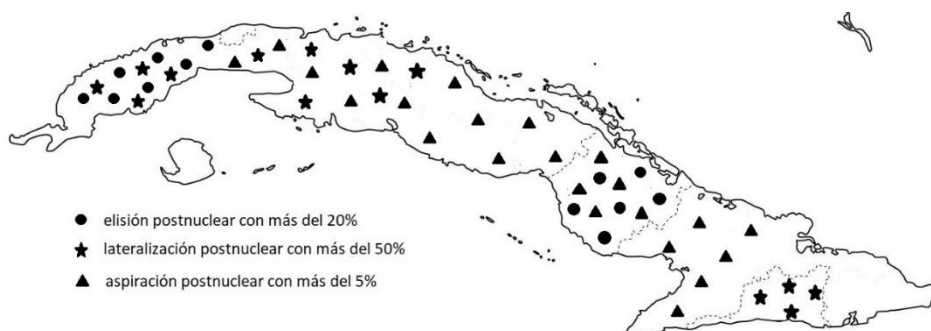 elisión postnuclear con más del 20%
lateralización postnuclear con más del 50%
aspiración postnuclear con más del 5%